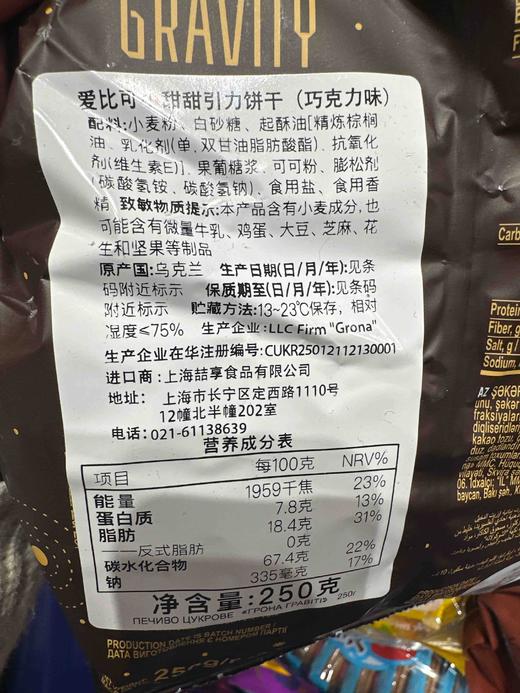 GRAVITY
爱比可 甜甜引力饼干（巧克力味）
配料:小麦粉、白砂糖、起酥油[精炼棕榈
油、乳化剂(单,双甘油脂肪酸酯)、抗氧化
剂(维生素E)]、果葡糖浆、可可粉、膨松剂
(碳酸氢铵、碳酸氢钠)、食用盐、食用香
精 致敏物质提示:本产品含有小麦成分,也
可能含有微量牛乳、鸡蛋、大豆、芝麻、花
生和坚果等制品
原产国:乌克兰 生产日期(日/月/年):见条
码附近标示 保质期至(日/月/年):见条码
附近标示 贮藏方法:13~23℃保存，相对
湿度≤75% 生产企业:LLC Firm "Grona"
生产企业在华注册编号:CUKR25012112130001
进口商:上海喆享食品有限公司
地址: 上海市长宁区定西路1110号
12幢北半幢202室
电话:021-61138639
营养成分表
项目 每100克 NRV%
能量 1959千焦 23%
蛋白质 7.8克 13%
脂肪 18.4克 31%
——反式脂肪 0克
碳水化合物 67.4克 22%
钠 335毫克 17%
净含量:250克
ПЕЧИВО ЦУКРОВЕ «ГРОНА ГРАВІТІ» 250г
PRODUCTION DATE IS BATCH NUMBER /
ДАТА ВИГОТОВЛЕННЯ Є НОМЕРОМ ПАРТІЇ
Carb
Protein
Fiber, g
Salt, g /
Sodium,
AZ ŞƏKƏR
unu, şəkər